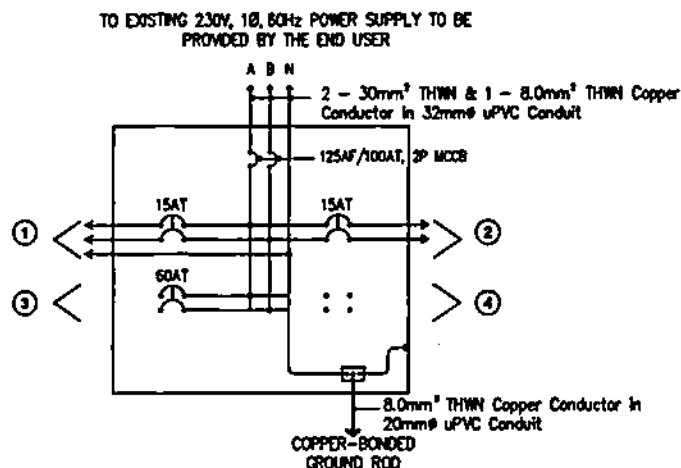 TO EXISTING 230V, 1Ø, 60Hz POWER SUPPLY TO BE
PROVIDED BY THE END USER
A B N
2 - 30mm² THWN & 1 - 8.0mm² THWN Copper
Conductor in 32mmø uPVC Conduit
125AF/100AT, 2P MCCB
15AT 15AT
1 2
60AT
3 4
8.0mm² THWN Copper Conductor in
20mmø uPVC Conduit
COPPER-BONDED
GROUND ROD